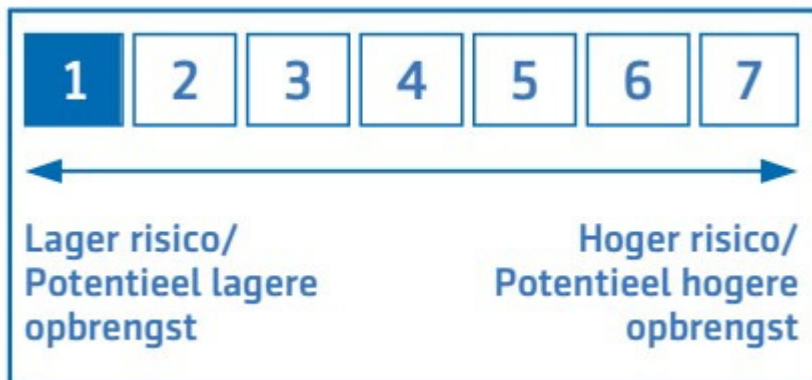 1 2 3 4 5 6 7
Lager risico/
Potentieel lagere
opbrengst
Hoger risico/
Potentieel hogere
opbrengst